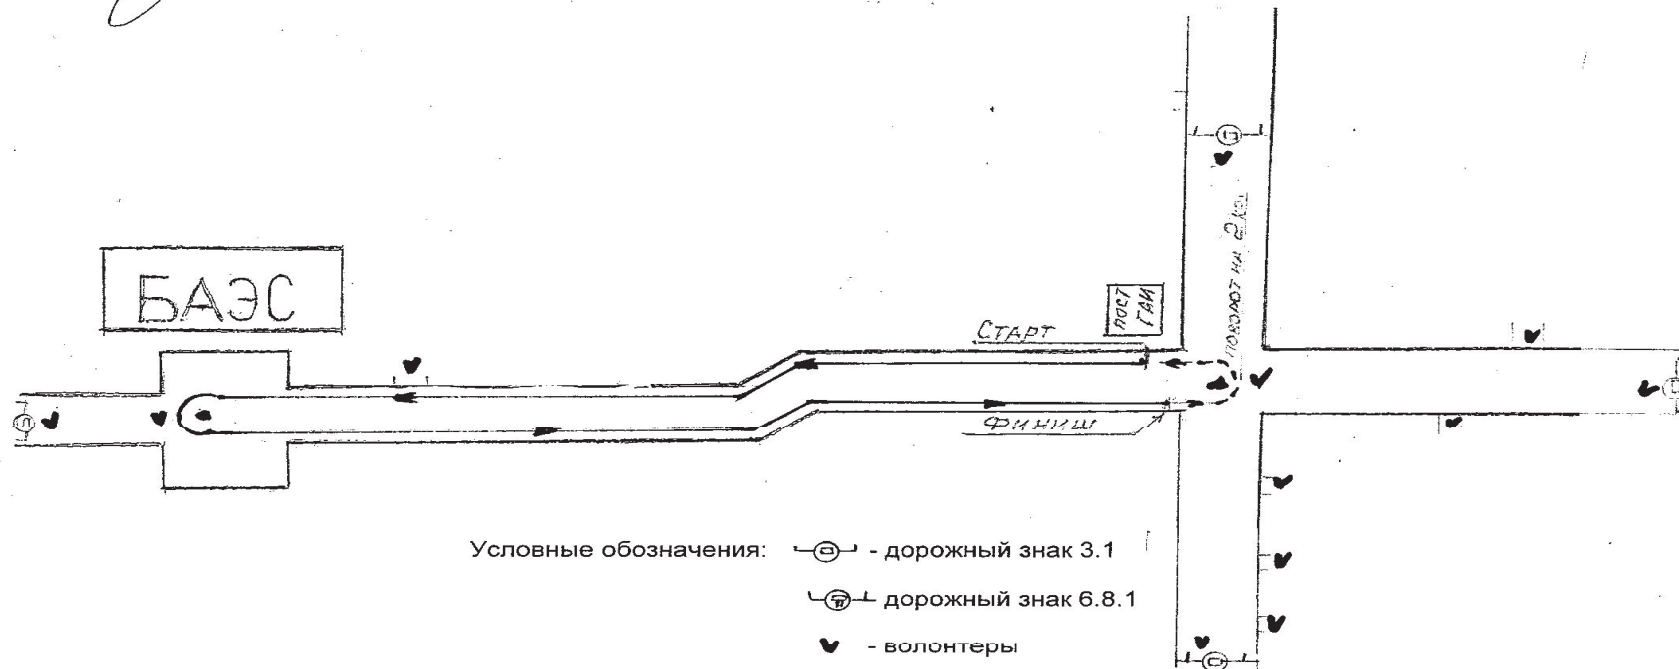 БАЭС
ПОСТ
ГАИ
СТАРТ
ПОВОРОТ НА 2 КР.
ФИНИШ
Условные обозначения:
- дорожный знак 3.1
- дорожный знак 6.8.1
- волонтеры